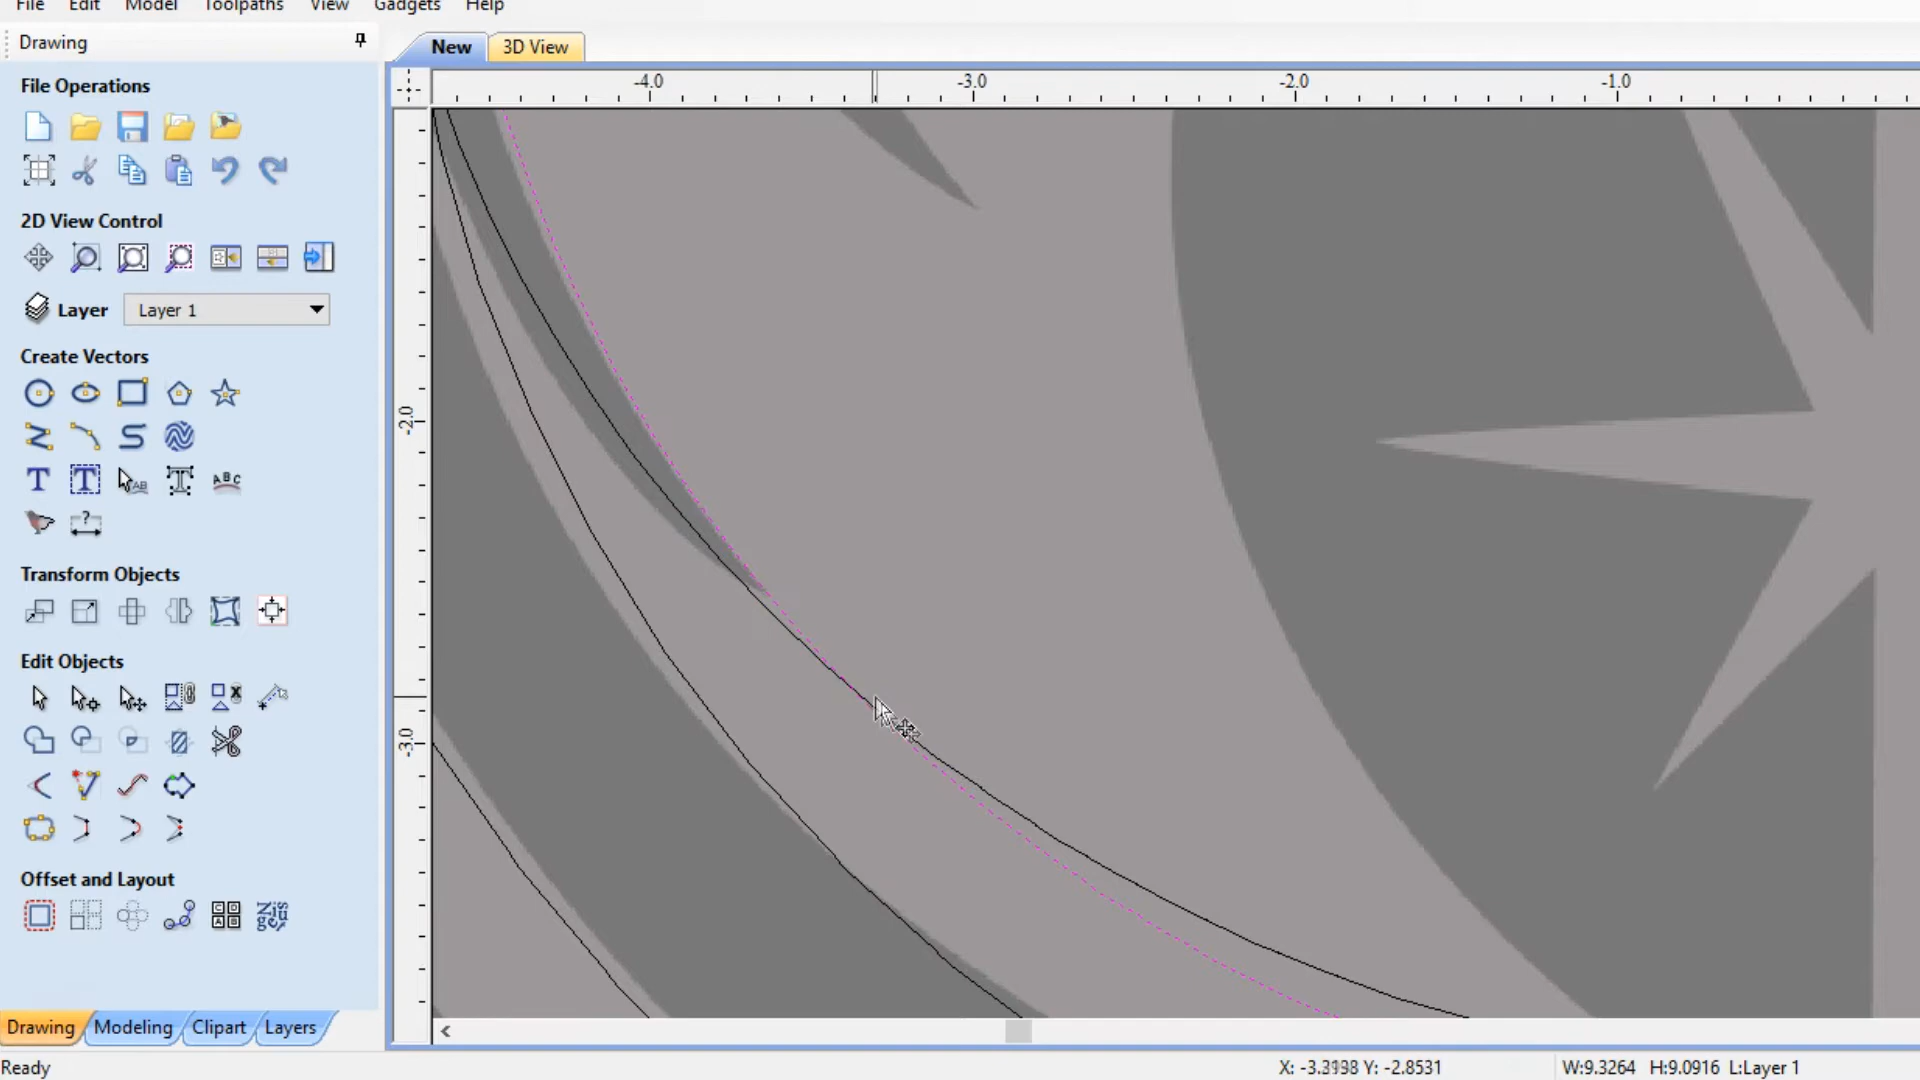 File Edit Model Toolpaths View Gadgets Help
Drawing
New 3D View
File Operations
-4.0 -3.0 -2.0 -1.0
2D View Control
Layer Layer 1
Create Vectors
-2.0
T T AB T ABC
?
Transform Objects
Edit Objects
-3.0
Offset and Layout
Drawing Modeling Clipart Layers
Ready
Y: -2.8531 W:9.3264 H:9.0916 L:Layer 1